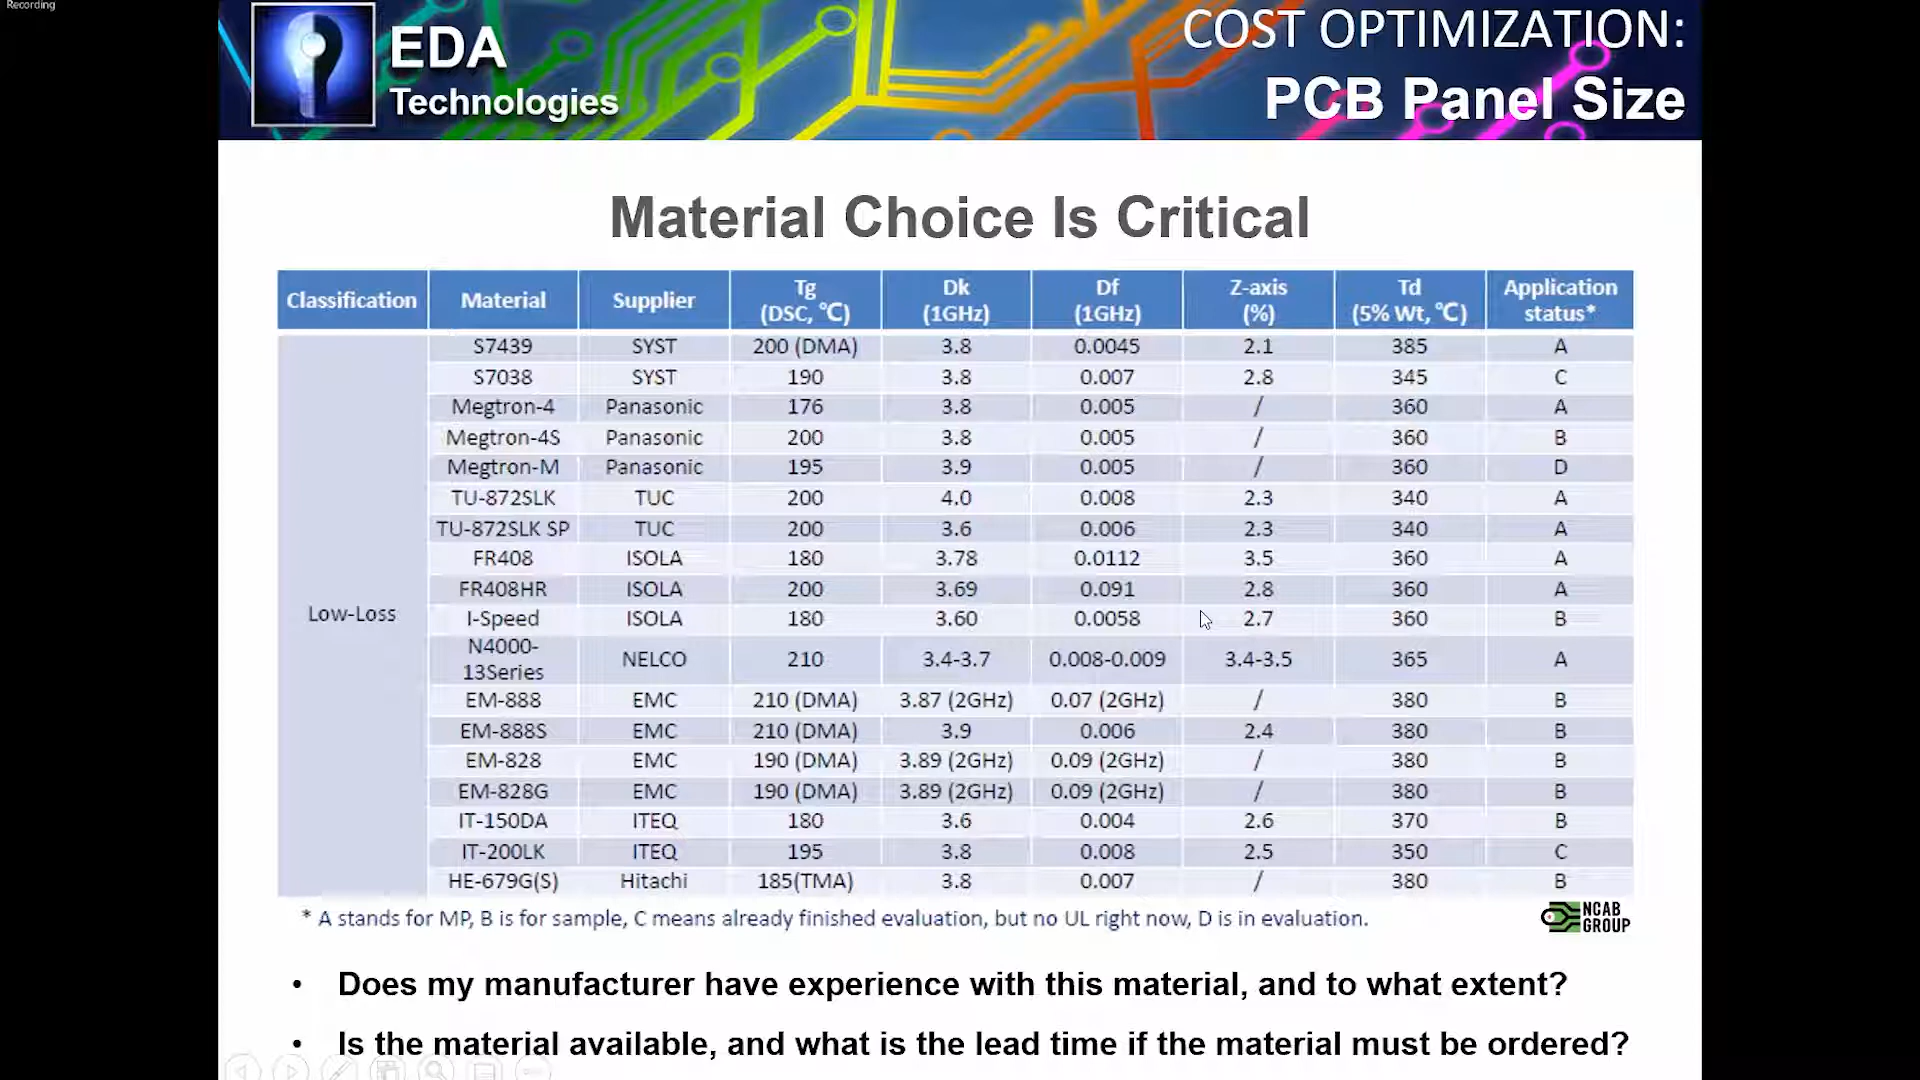 Recording
EDA
Technologies
COST OPTIMIZATION:
PCB Panel Size
Material Choice Is Critical
Classification Material Supplier Tg (DSC, ℃) Dk (1GHz) Df (1GHz) Z-axis (%) Td (5% Wt, ℃) Application status*
Low-Loss
S7439 SYST 200 (DMA) 3.8 0.0045 2.1 385 A
S7038 SYST 190 3.8 0.007 2.8 345 C
Megtron-4 Panasonic 176 3.8 0.005 / 360 A
Megtron-4S Panasonic 200 3.8 0.005 / 360 B
Megtron-M Panasonic 195 3.9 0.005 / 360 D
TU-872SLK TUC 200 4.0 0.008 2.3 340 A
TU-872SLK SP TUC 200 3.6 0.006 2.3 340 A
FR408 ISOLA 180 3.78 0.0112 3.5 360 A
FR408HR ISOLA 200 3.69 0.091 2.8 360 A
I-Speed ISOLA 180 3.60 0.0058 2.7 360 B
N4000-13Series NELCO 210 3.4-3.7 0.008-0.009 3.4-3.5 365 A
EM-888 EMC 210 (DMA) 3.87 (2GHz) 0.07 (2GHz) / 380 B
EM-888S EMC 210 (DMA) 3.9 0.006 2.4 380 B
EM-828 EMC 190 (DMA) 3.89 (2GHz) 0.09 (2GHz) / 380 B
EM-828G EMC 190 (DMA) 3.89 (2GHz) 0.09 (2GHz) / 380 B
IT-150DA ITEQ 180 3.6 0.004 2.6 370 B
IT-200LK ITEQ 195 3.8 0.008 2.5 350 C
HE-679G(S) Hitachi 185(TMA) 3.8 0.007 / 380 B
* A stands for MP, B is for sample, C means already finished evaluation, but no UL right now, D is in evaluation.
NCAB
GROUP
• Does my manufacturer have experience with this material, and to what extent?
• Is the material available, and what is the lead time if the material must be ordered?